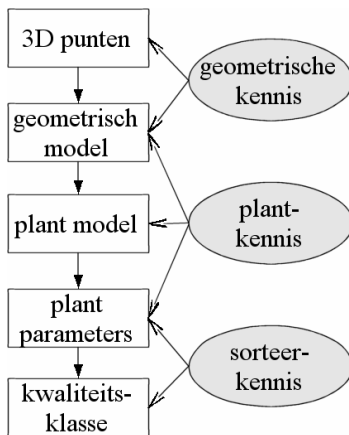 3D punten
geometrische
kennis
geometrisch
model
plant model
plant-
kennis
plant
parameters
sorteer-
kennis
kwaliteits-
klasse